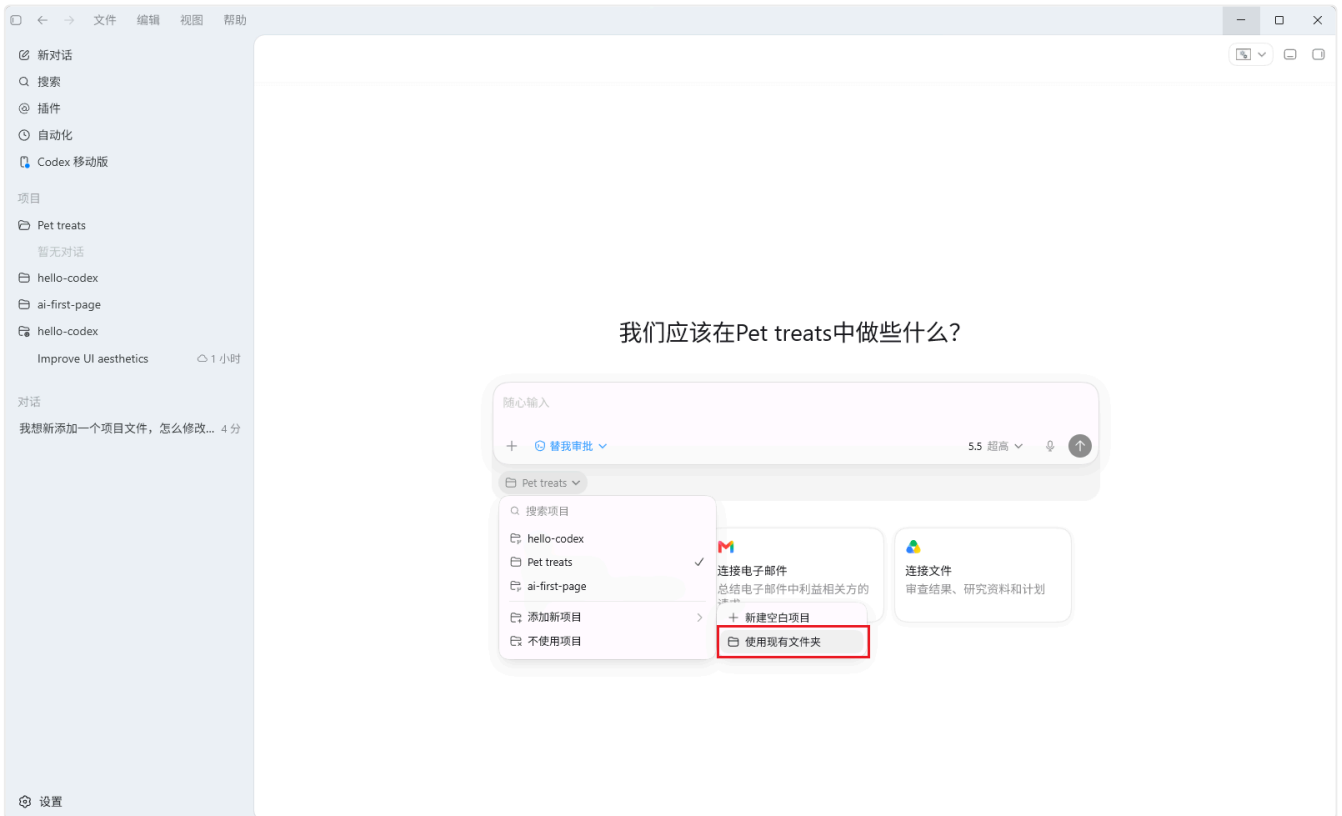 文件 编辑 视图 帮助
新对话
搜索
插件
自动化
Codex 移动版
项目
Pet treats
暂无对话
hello-codex
ai-first-page
hello-codex
Improve UI aesthetics 1 小时
对话
我想新添加一个项目文件，怎么修改... 4 分
设置
我们应该在Pet treats中做些什么？
随心输入
替我审批 5.5 超高
Pet treats
搜索项目
hello-codex
Pet treats
ai-first-page
添加新项目
不使用项目
新建空白项目
使用现有文件夹
连接电子邮件
总结电子邮件中利益相关方的
连接文件
审查结果、研究资料和计划